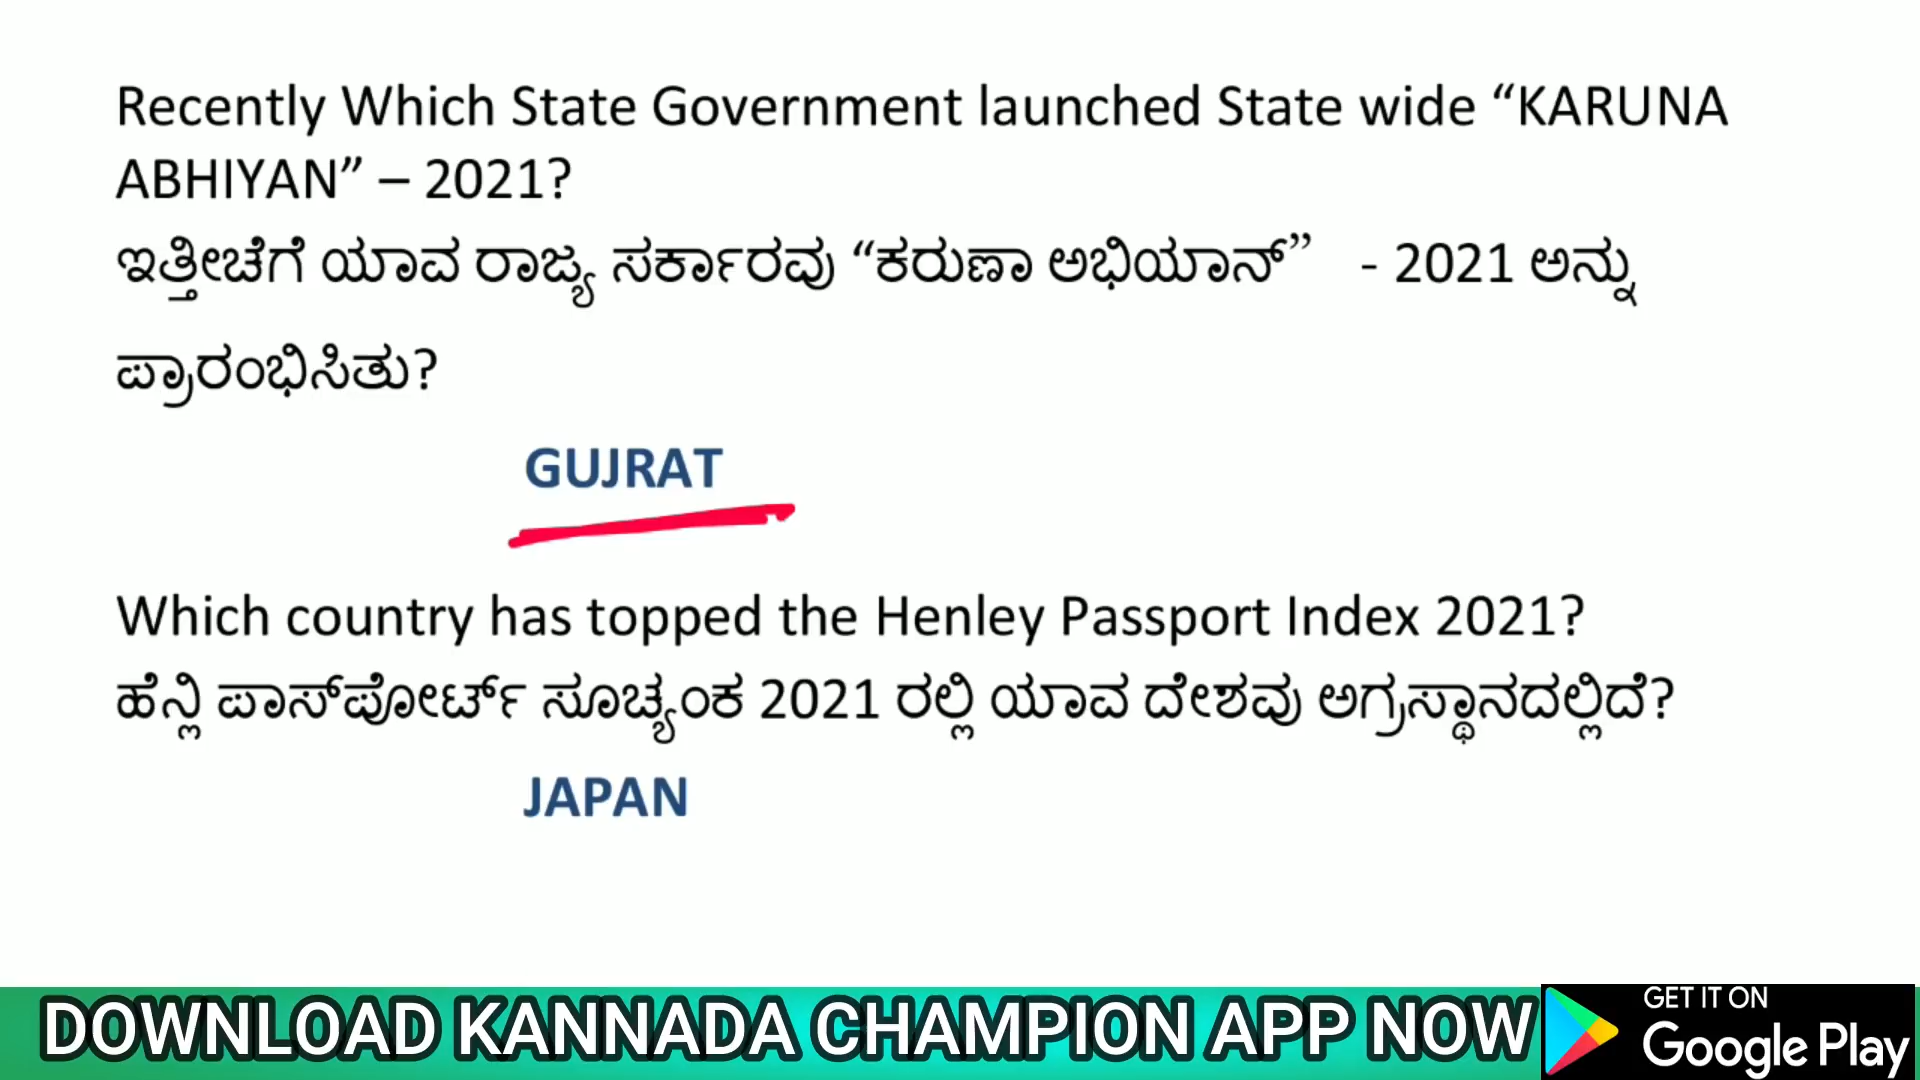 Recently Which State Government launched State wide “KARUNA
ABHIYAN” – 2021?
ಇತ್ತೀಚೆಗೆ ಯಾವ ರಾಜ್ಯ ಸರ್ಕಾರವು “ಕರುಣಾ ಅಭಿಯಾನ್” - 2021 ಅನ್ನು
ಪ್ರಾರಂಭಿಸಿತು?
GUJRAT
Which country has topped the Henley Passport Index 2021?
ಹೆನ್ಲಿ ಪಾಸ್‌ಪೋರ್ಟ್ ಸೂಚ್ಯಂಕ 2021 ರಲ್ಲಿ ಯಾವ ದೇಶವು ಅಗ್ರಸ್ಥಾನದಲ್ಲಿದೆ?
JAPAN
DOWNLOAD KANNADA CHAMPION APP NOW
GET IT ON
Google Play